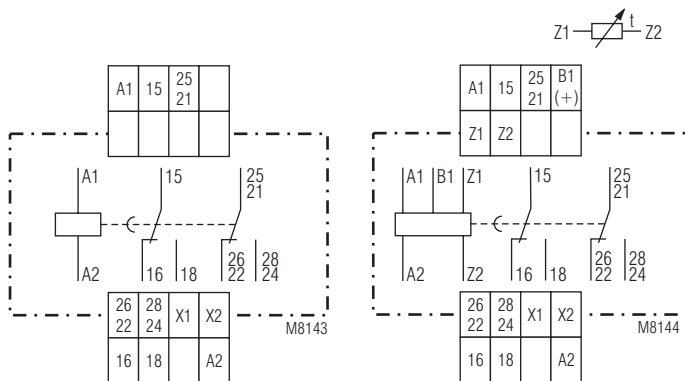 Z1 t Z2
A1 15 25 21
A1 15 25 21 B1 (+)
Z1 Z2
A1 15 25 21
A2 16 18 26 22 28 24
A1 B1 Z1 15 25 21
A2 Z2 16 18 26 22 28 24
26 22 28 24 X1 X2
16 18 A2
M8143
26 22 28 24 X1 X2
16 18 A2
M8144